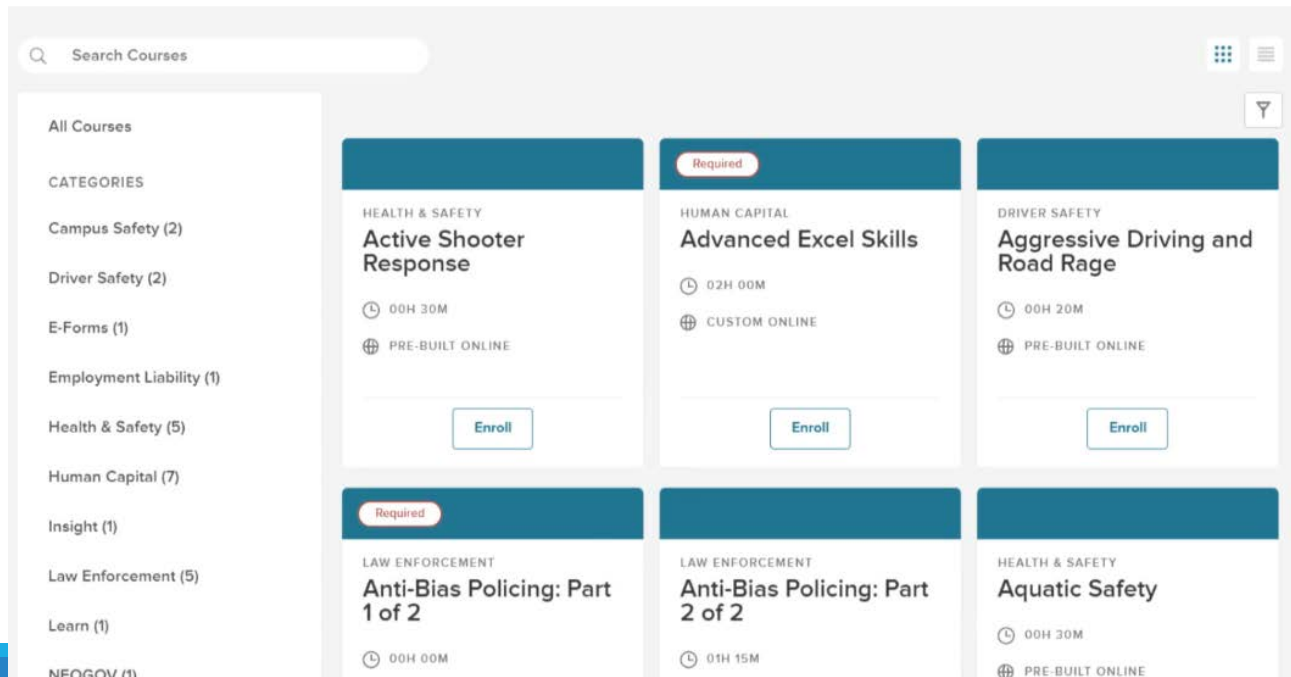 Search Courses
All Courses
CATEGORIES
Campus Safety (2)
Driver Safety (2)
E-Forms (1)
Employment Liability (1)
Health & Safety (5)
Human Capital (7)
Insight (1)
Law Enforcement (5)
Learn (1)
NEOGOV (1)
HEALTH & SAFETY
Active Shooter
Response
00H 30M
PRE-BUILT ONLINE
Enroll
Required
HUMAN CAPITAL
Advanced Excel Skills
02H 00M
CUSTOM ONLINE
Enroll
DRIVER SAFETY
Aggressive Driving and
Road Rage
00H 20M
PRE-BUILT ONLINE
Enroll
Required
LAW ENFORCEMENT
Anti-Bias Policing: Part
1 of 2
00H 00M
LAW ENFORCEMENT
Anti-Bias Policing: Part
2 of 2
01H 15M
HEALTH & SAFETY
Aquatic Safety
00H 30M
PRE-BUILT ONLINE